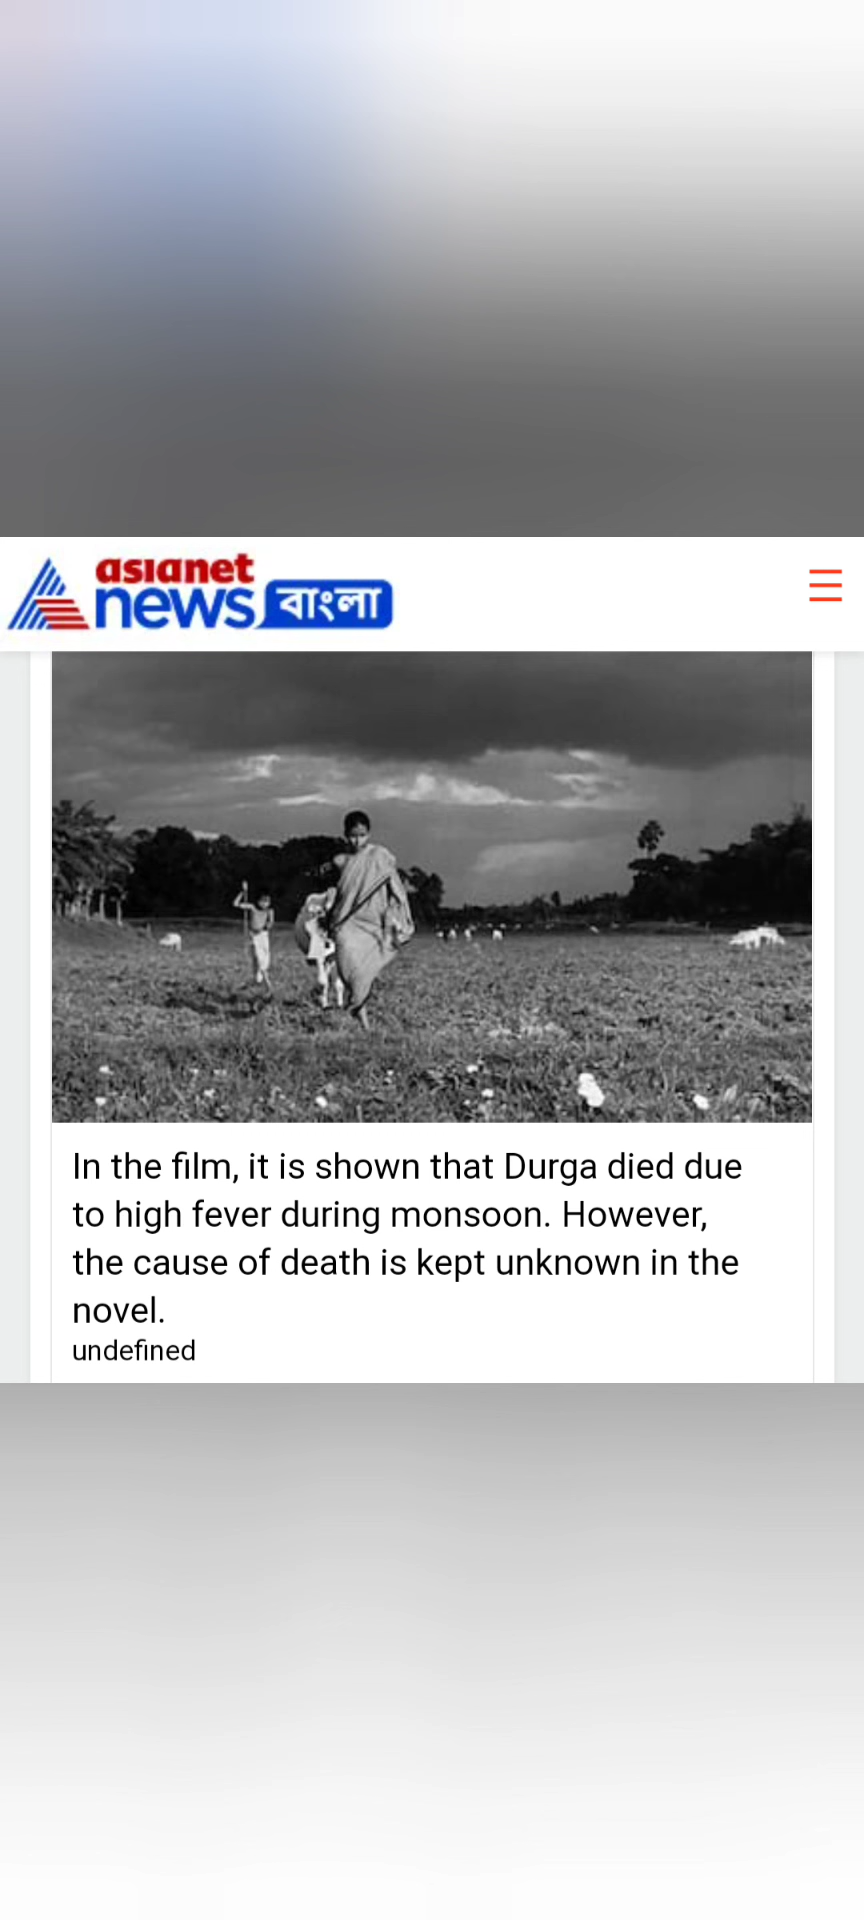 asianet
news বাংলা
In the film, it is shown that Durga died due
to high fever during monsoon. However,
the cause of death is kept unknown in the
novel.
undefined